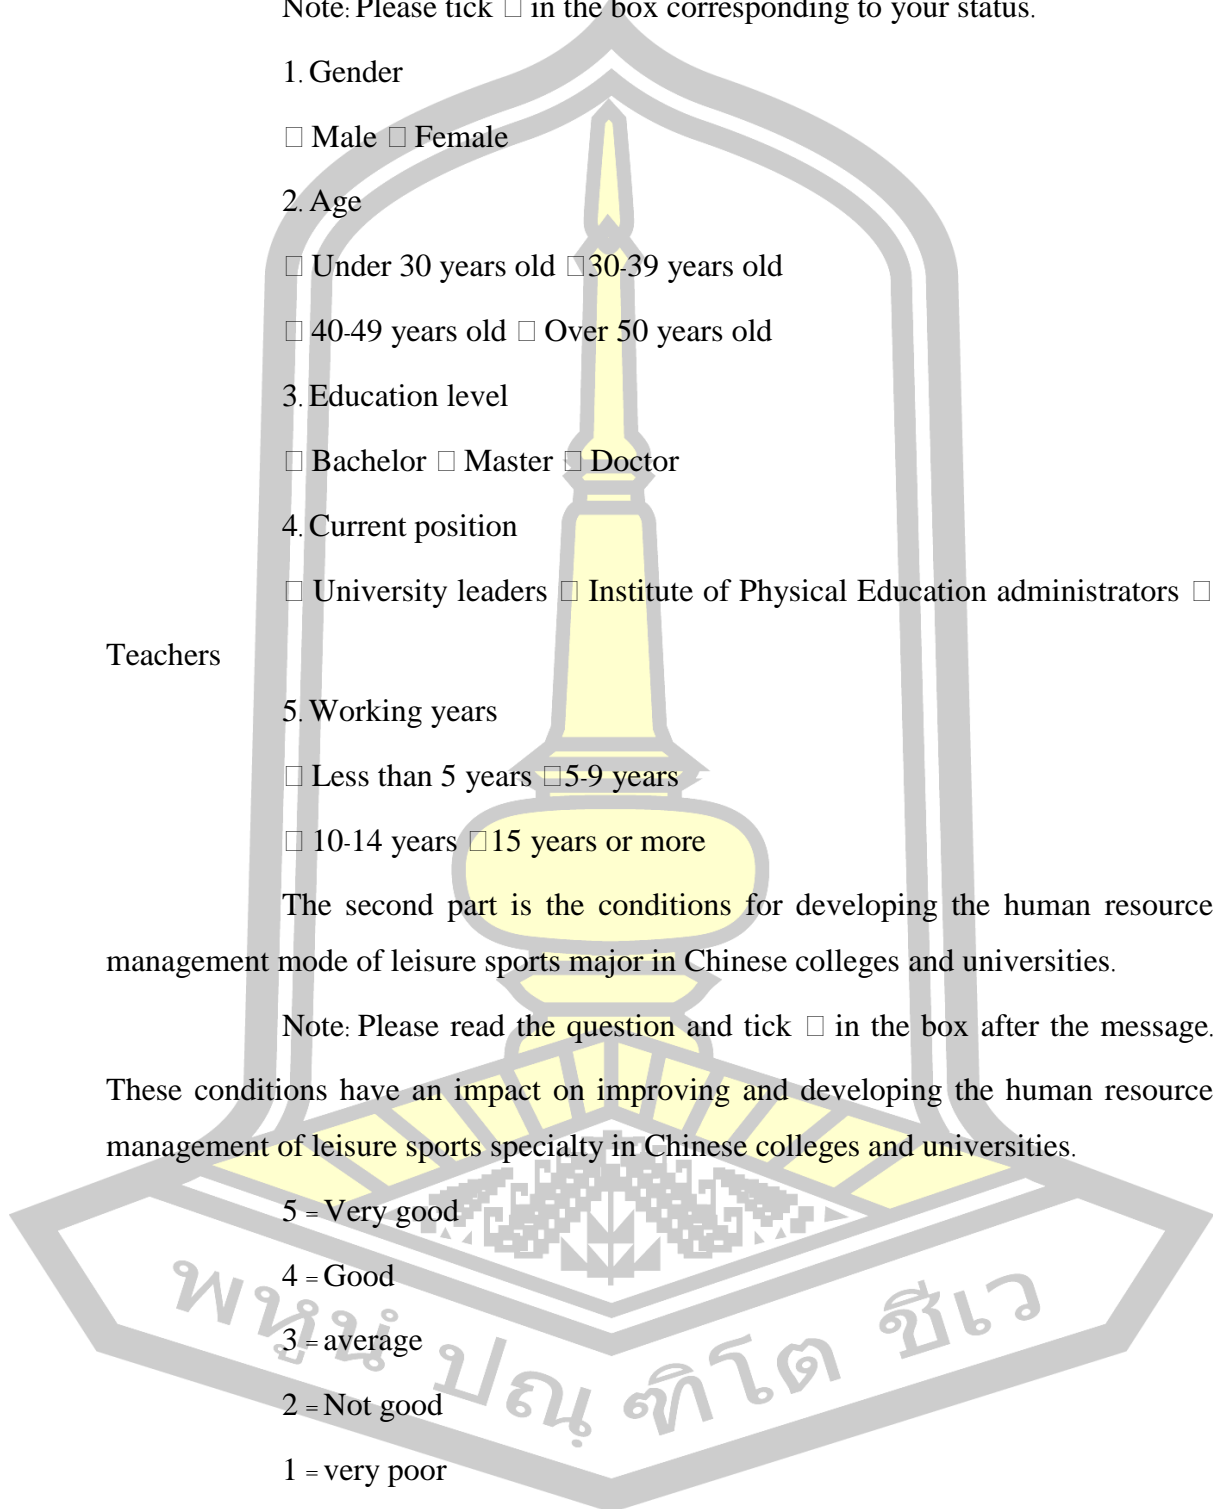 Note: Please tick □ in the box corresponding to your status.
1. Gender
□ Male □ Female
2. Age
□ Under 30 years old □30-39 years old
□ 40-49 years old □ Over 50 years old
3. Education level
□ Bachelor □ Master □ Doctor
4. Current position
□ University leaders □ Institute of Physical Education administrators □
Teachers
5. Working years
□ Less than 5 years □5-9 years
□ 10-14 years □15 years or more
The second part is the conditions for developing the human resource
management mode of leisure sports major in Chinese colleges and universities.
Note: Please read the question and tick □ in the box after the message.
These conditions have an impact on improving and developing the human resource
management of leisure sports specialty in Chinese colleges and universities.
5 = Very good
4 = Good
3 = average
2 = Not good
1 = very poor
พหูนํ ปณฺฑิโต ชีเว